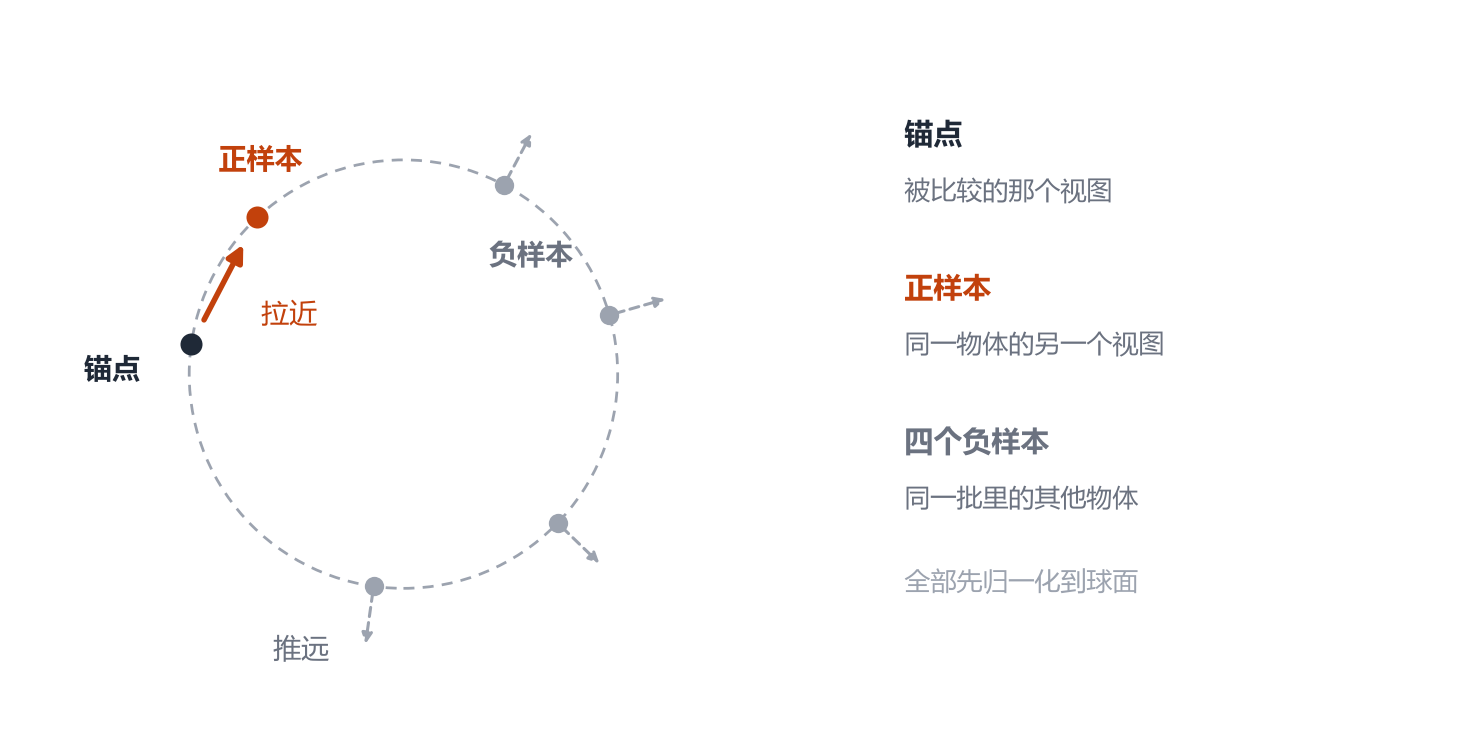 正样本
负样本
拉近
锚点
推远
锚点
被比较的那个视图
正样本
同一物体的另一个视图
四个负样本
同一批里的其他物体
全部先归一化到球面